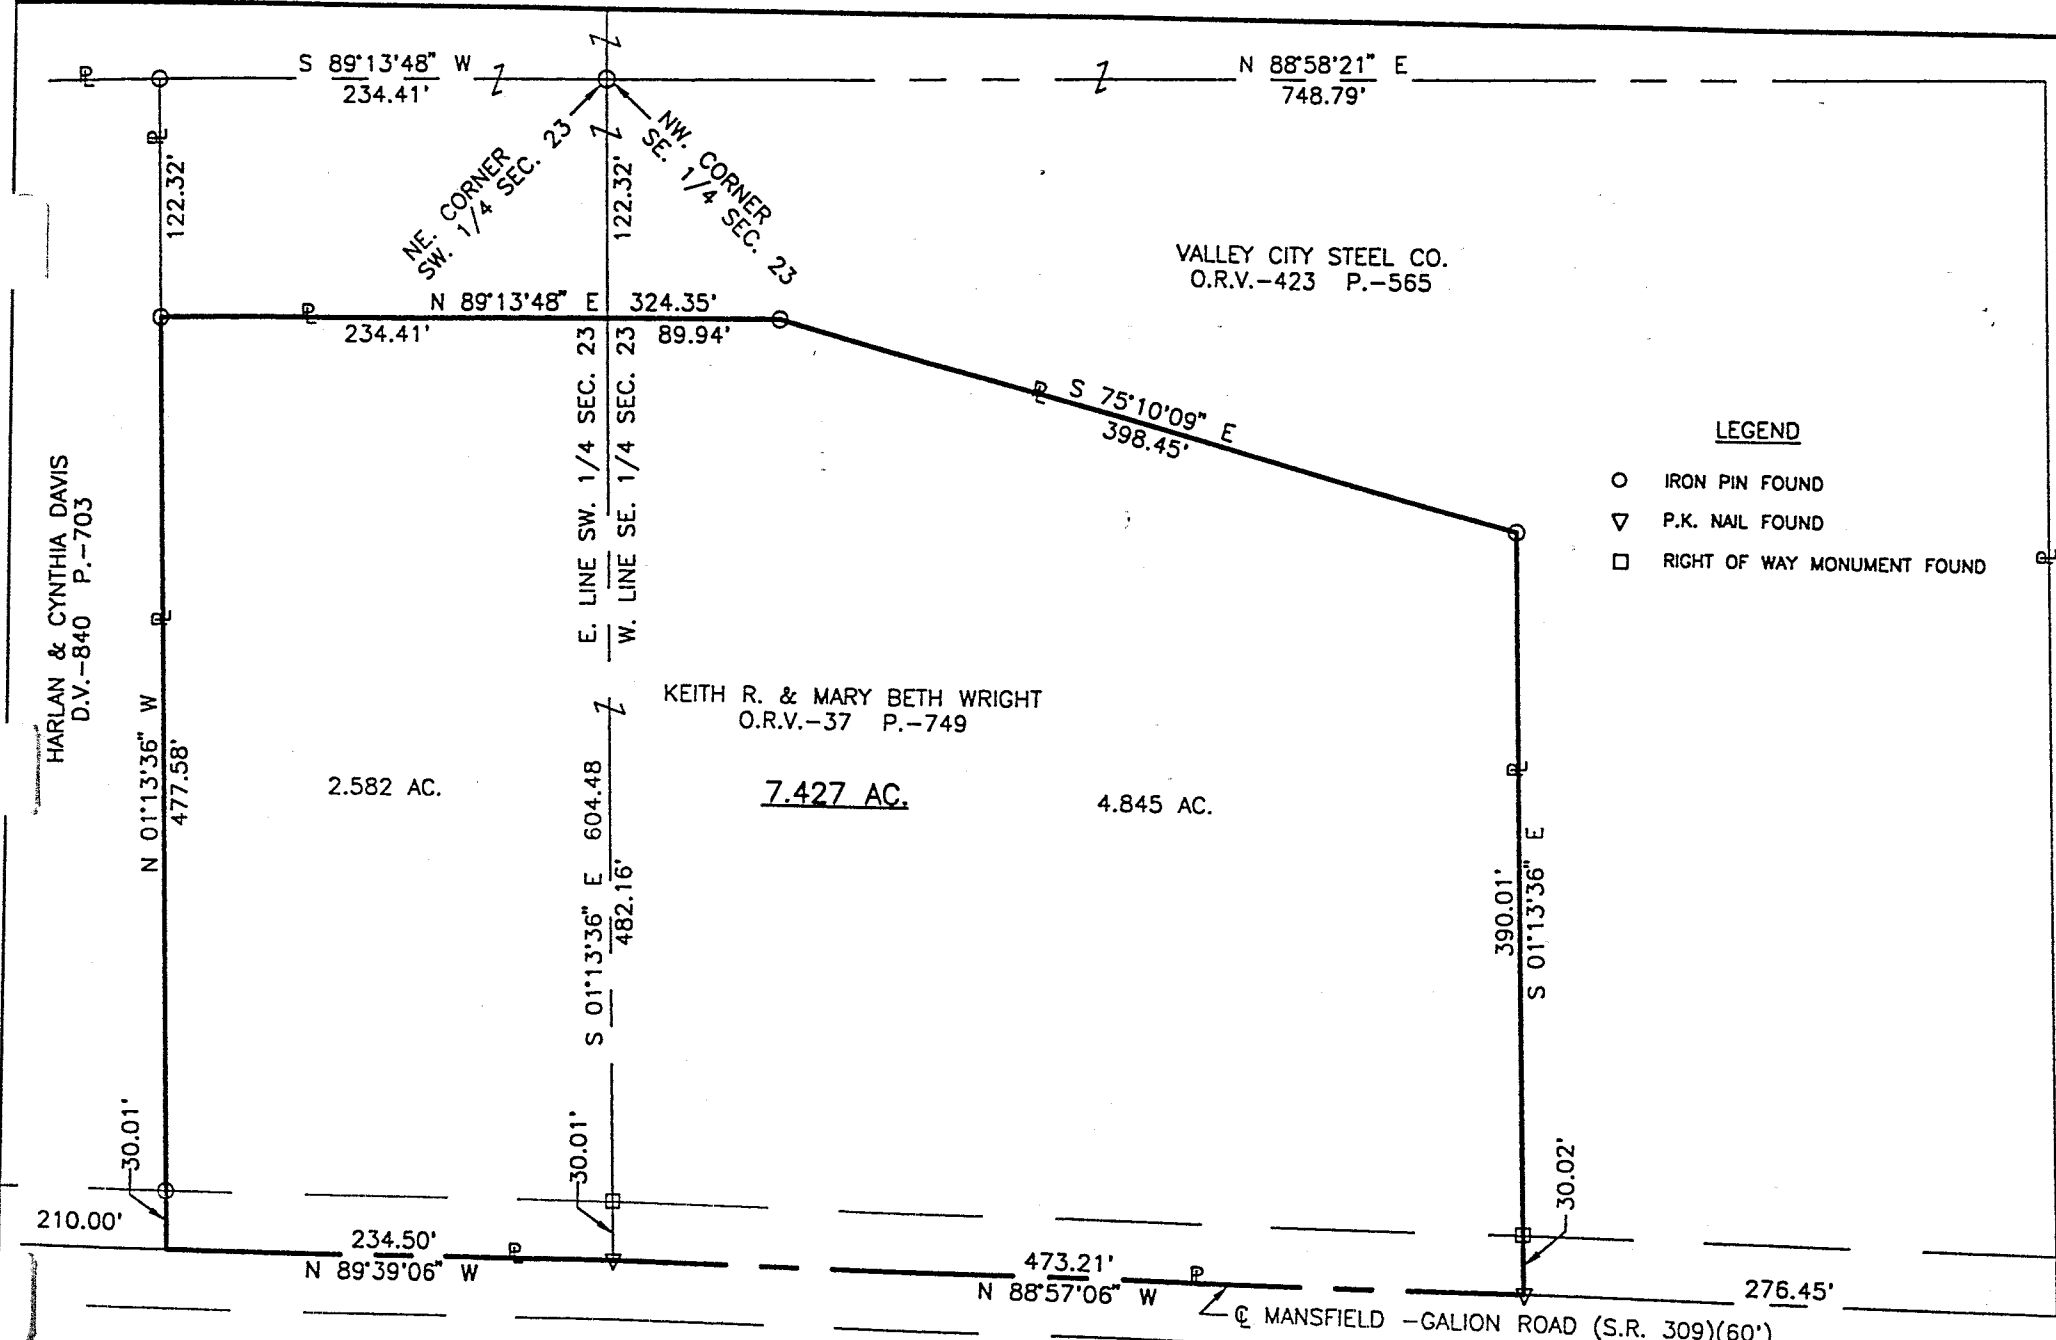 S 89°13'48" W
234.41'
N 88°58'21" E
748.79'
122.32'
NE. CORNER
SW. 1/4 SEC. 23
122.32'
NW. CORNER
SE. 1/4 SEC. 23
VALLEY CITY STEEL CO.
O.R.V.-423 P.-565
N 89°13'48" E 324.35'
234.41'
89.94'
S 75°10'09" E
398.45'
LEGEND
IRON PIN FOUND
P.K. NAIL FOUND
RIGHT OF WAY MONUMENT FOUND
HARLAN & CYNTHIA DAVIS
D.V.-840 P.-703
E. LINE SW. 1/4 SEC. 23
W. LINE SE. 1/4 SEC. 23
KEITH R. & MARY BETH WRIGHT
O.R.V.-37 P.-749
N 01°13'36" W
477.58'
2.582 AC.
S 01°13'36" E 604.48
482.16'
7.427 AC.
4.845 AC.
390.01'
S 01°13'36" E
30.01'
30.01'
30.02'
210.00'
234.50'
N 89°39'06" W
473.21'
N 88°57'06" W
276.45'
℄ MANSFIELD -GALION ROAD (S.R. 309)(60')